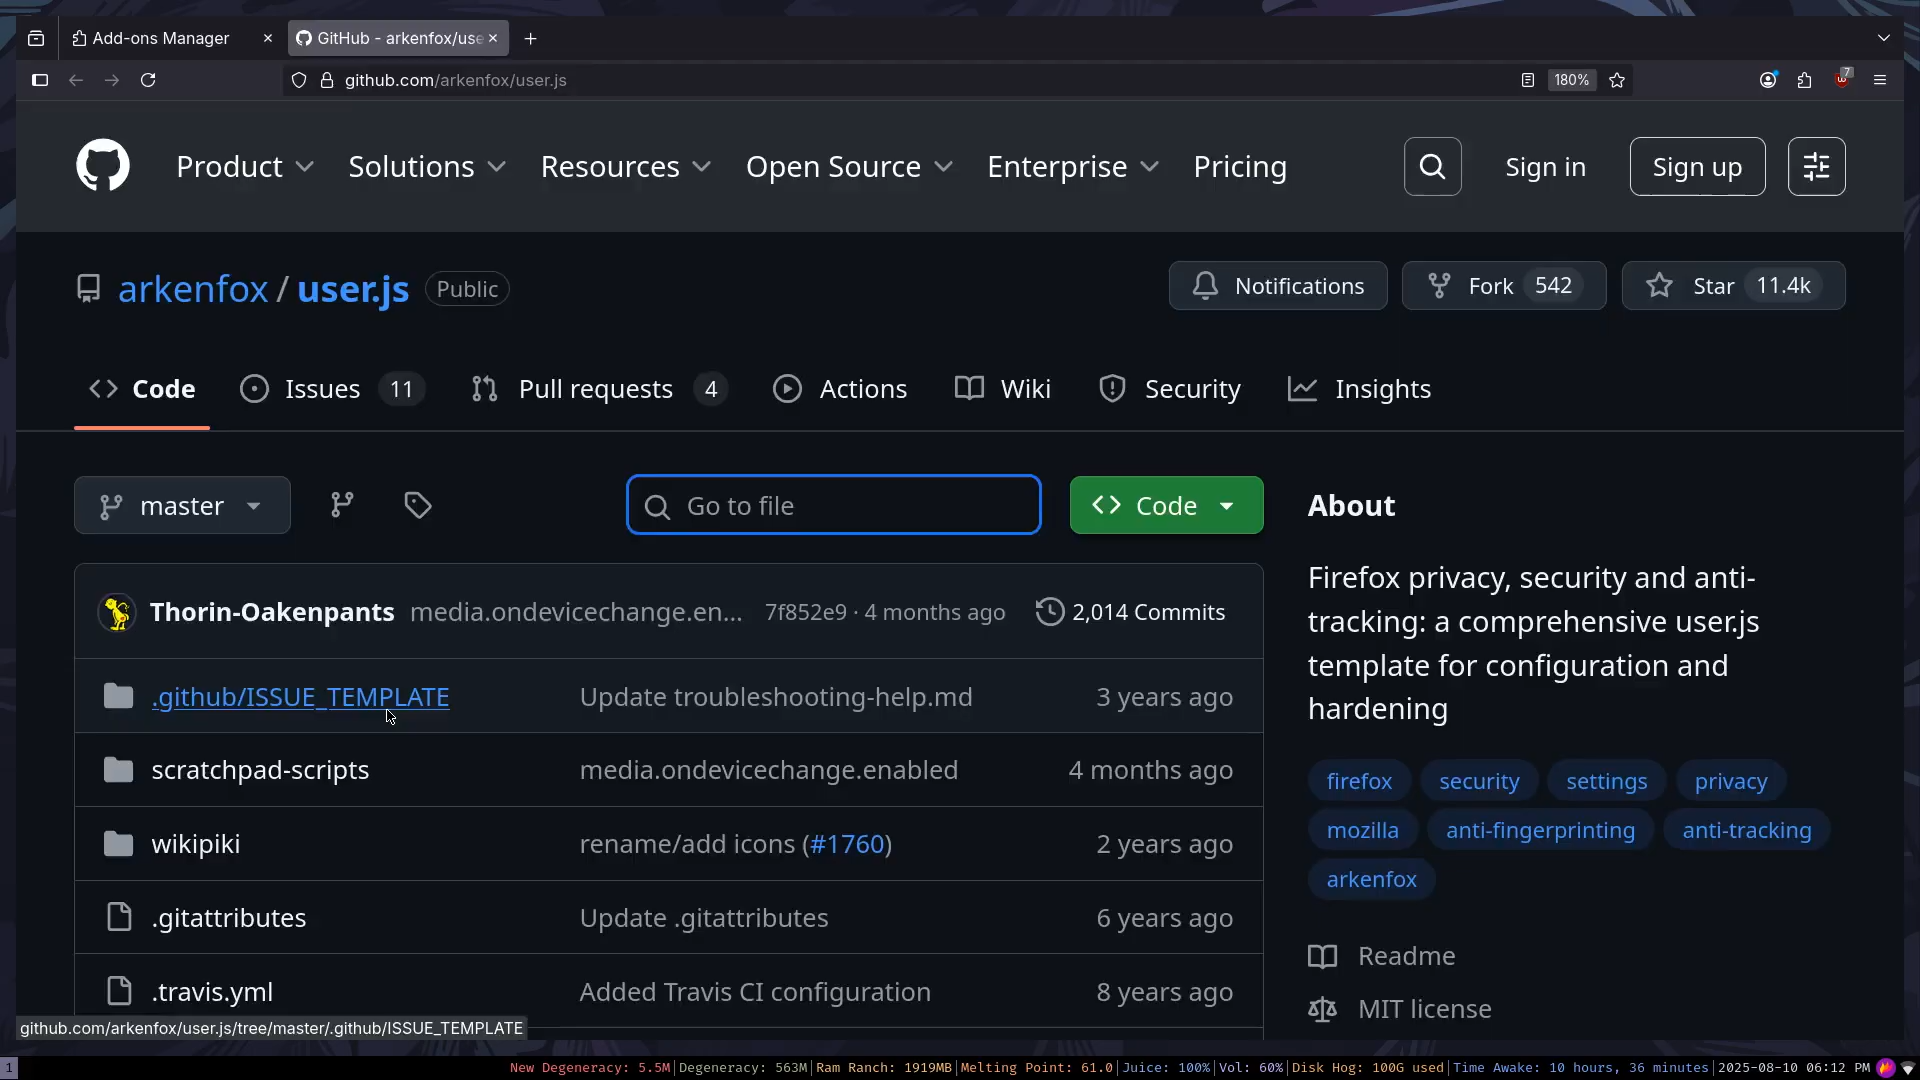 Add-ons Manager
GitHub - arkenfox/use
github.com/arkenfox/user.js
180%
7
Product
Solutions
Resources
Open Source
Enterprise
Pricing
Sign in
Sign up
arkenfox / user.js
Public
Notifications
Fork 542
Star 11.4k
Code
Issues 11
Pull requests 4
Actions
Wiki
Security
Insights
master
Go to file
Code
Thorin-Oakenpants media.ondevicechange.en... 7f852e9 · 4 months ago 2,014 Commits
.github/ISSUE_TEMPLATE Update troubleshooting-help.md 3 years ago
scratchpad-scripts media.ondevicechange.enabled 4 months ago
wikipiki rename/add icons (#1760) 2 years ago
.gitattributes Update .gitattributes 6 years ago
.travis.yml Added Travis CI configuration 8 years ago
About
Firefox privacy, security and anti-
tracking: a comprehensive user.js
template for configuration and
hardening
firefox security settings privacy
mozilla anti-fingerprinting anti-tracking
arkenfox
Readme
MIT license
github.com/arkenfox/user.js/tree/master/.github/ISSUE_TEMPLATE
1 New Degeneracy: 5.5M|Degeneracy: 563M|Ram Ranch: 1919MB|Melting Point: 61.0|Juice: 100%|Vol: 60%|Disk Hog: 100G used|Time Awake: 10 hours, 36 minutes|2025-08-10 06:12 PM